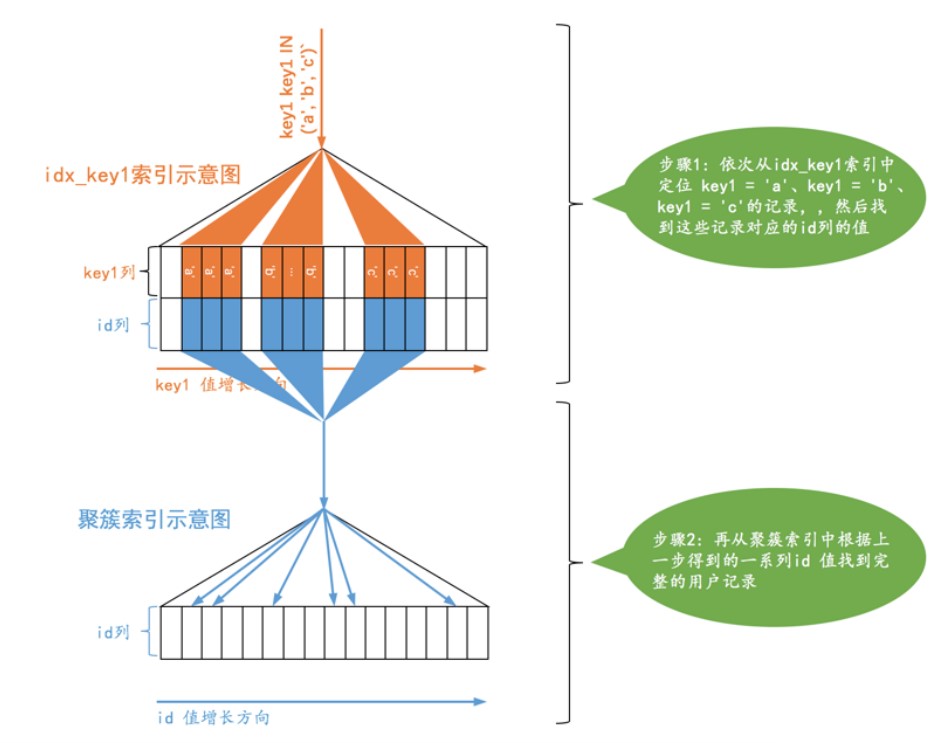 key1 key1 IN
('a', 'b', 'c')`
idx_key1索引示意图
步骤1: 依次从idx_key1索引中
定位 key1 = 'a'、key1 = 'b'、
key1 = 'c'的记录，，然后找
到这些记录对应的id列的值
key1列
'a'
'a'
'a'
'b'
...
'b'
'c'
'c'
'c'
id列
key1 值增长方向
聚簇索引示意图
步骤2: 再从聚簇索引中根据上
一步得到的一系列id 值找到完
整的用户记录
id列
id 值增长方向